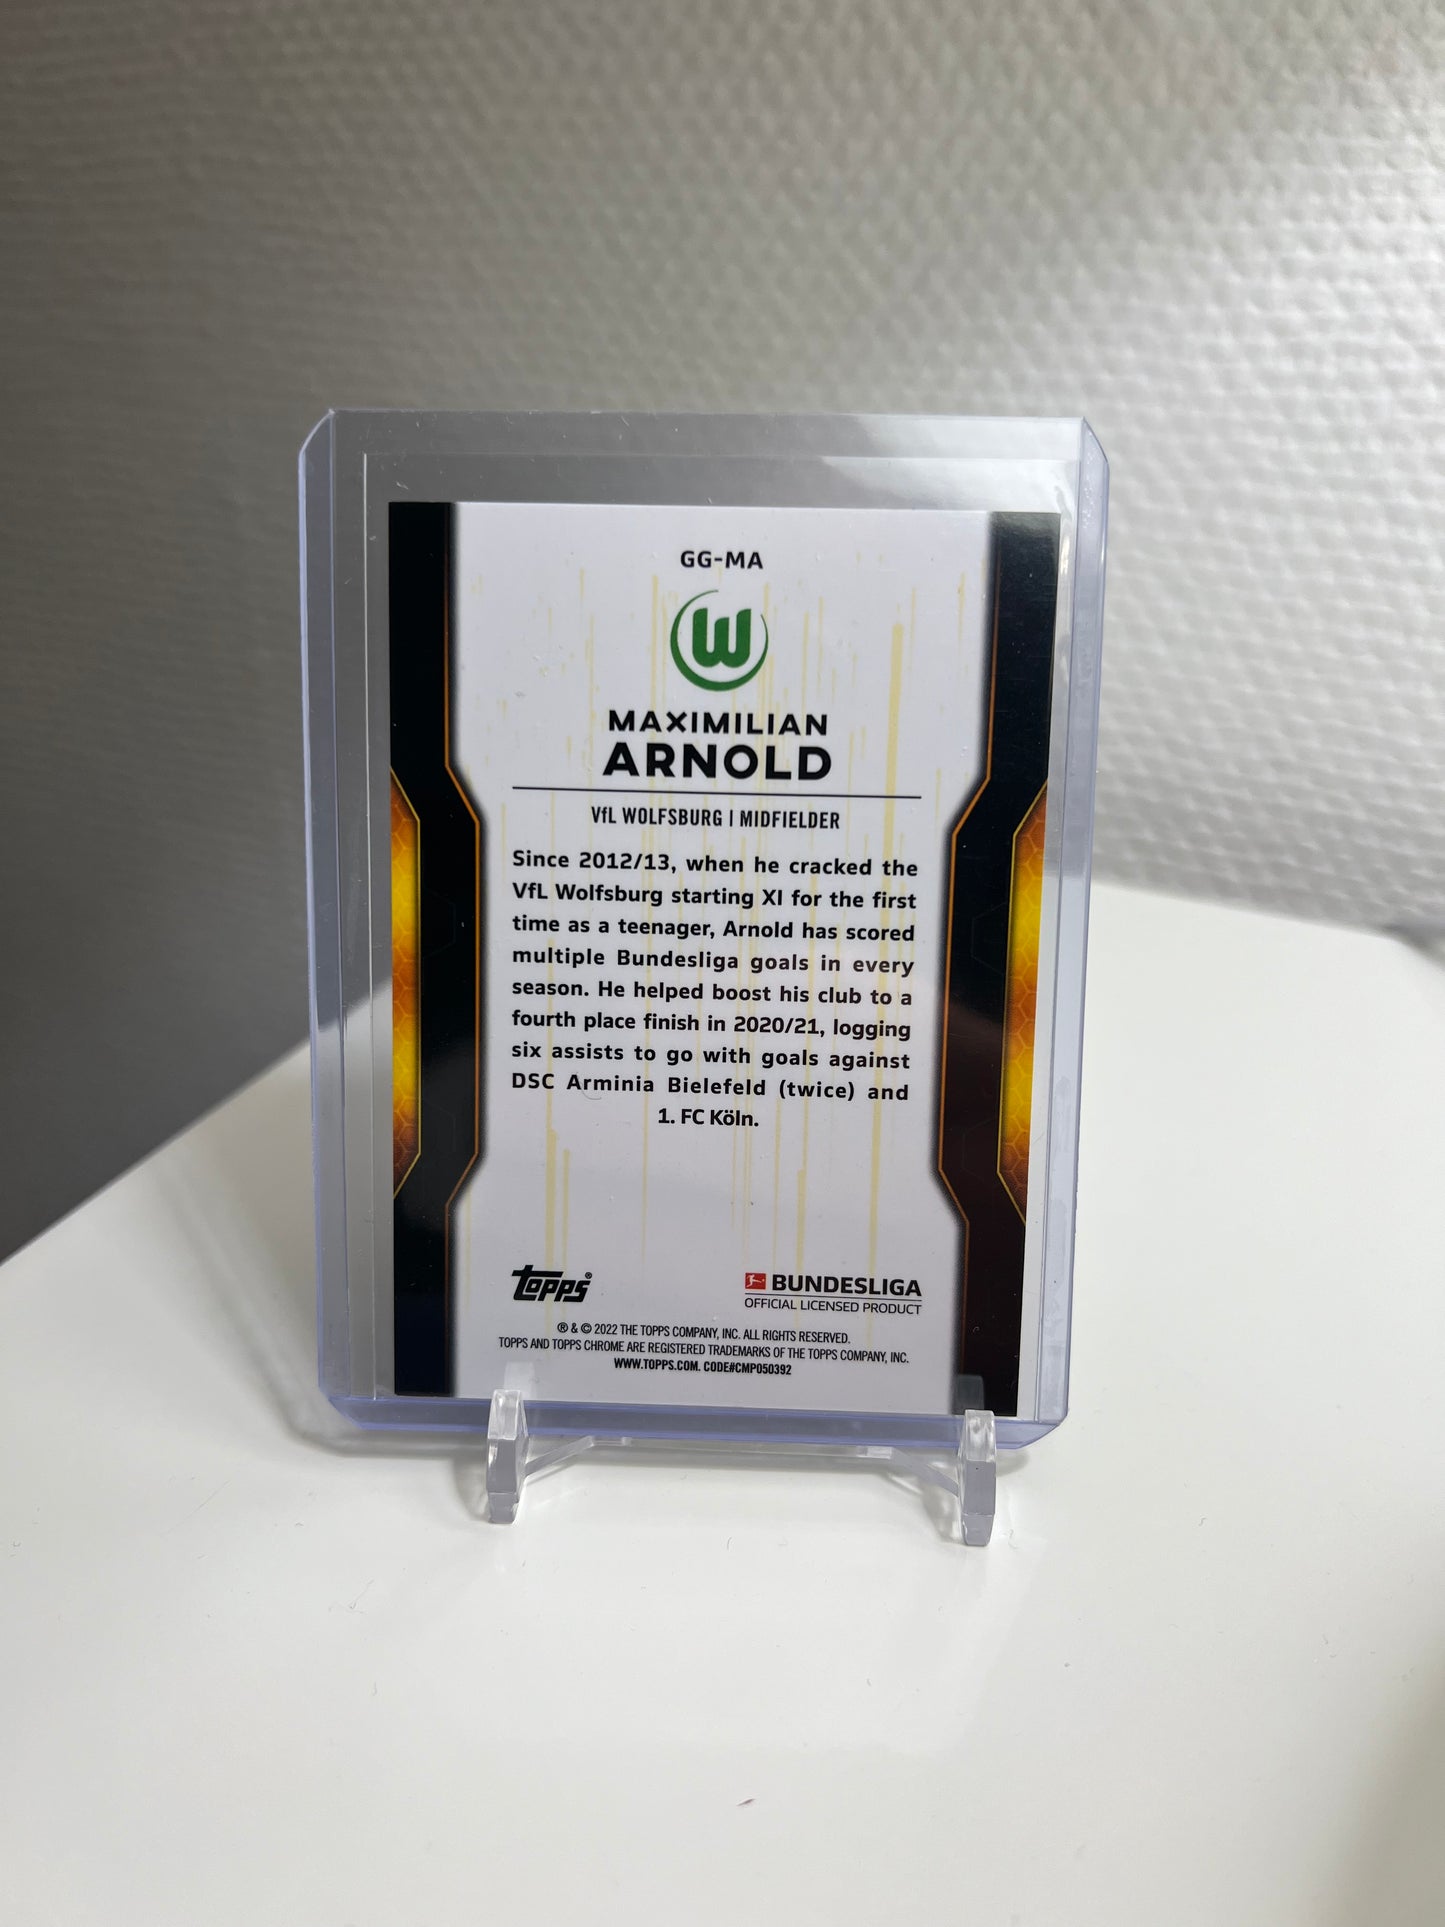 GG-MA
W
MAXIMILIAN
ARNOLD
VfL WOLFSBURG | MIDFIELDER
Since 2012/13, when he cracked the
VfL Wolfsburg starting XI for the first
time as a teenager, Arnold has scored
multiple Bundesliga goals in every
season. He helped boost his club to a
fourth place finish in 2020/21, logging
six assists to go with goals against
DSC Arminia Bielefeld (twice) and
1. FC Köln.
topps®
BUNDESLIGA
OFFICIAL LICENSED PRODUCT
® & © 2022 THE TOPPS COMPANY, INC. ALL RIGHTS RESERVED.
TOPPS AND TOPPS CHROME ARE REGISTERED TRADEMARKS OF THE TOPPS COMPANY, INC.
WWW.TOPPS.COM. CODE#CMP050392